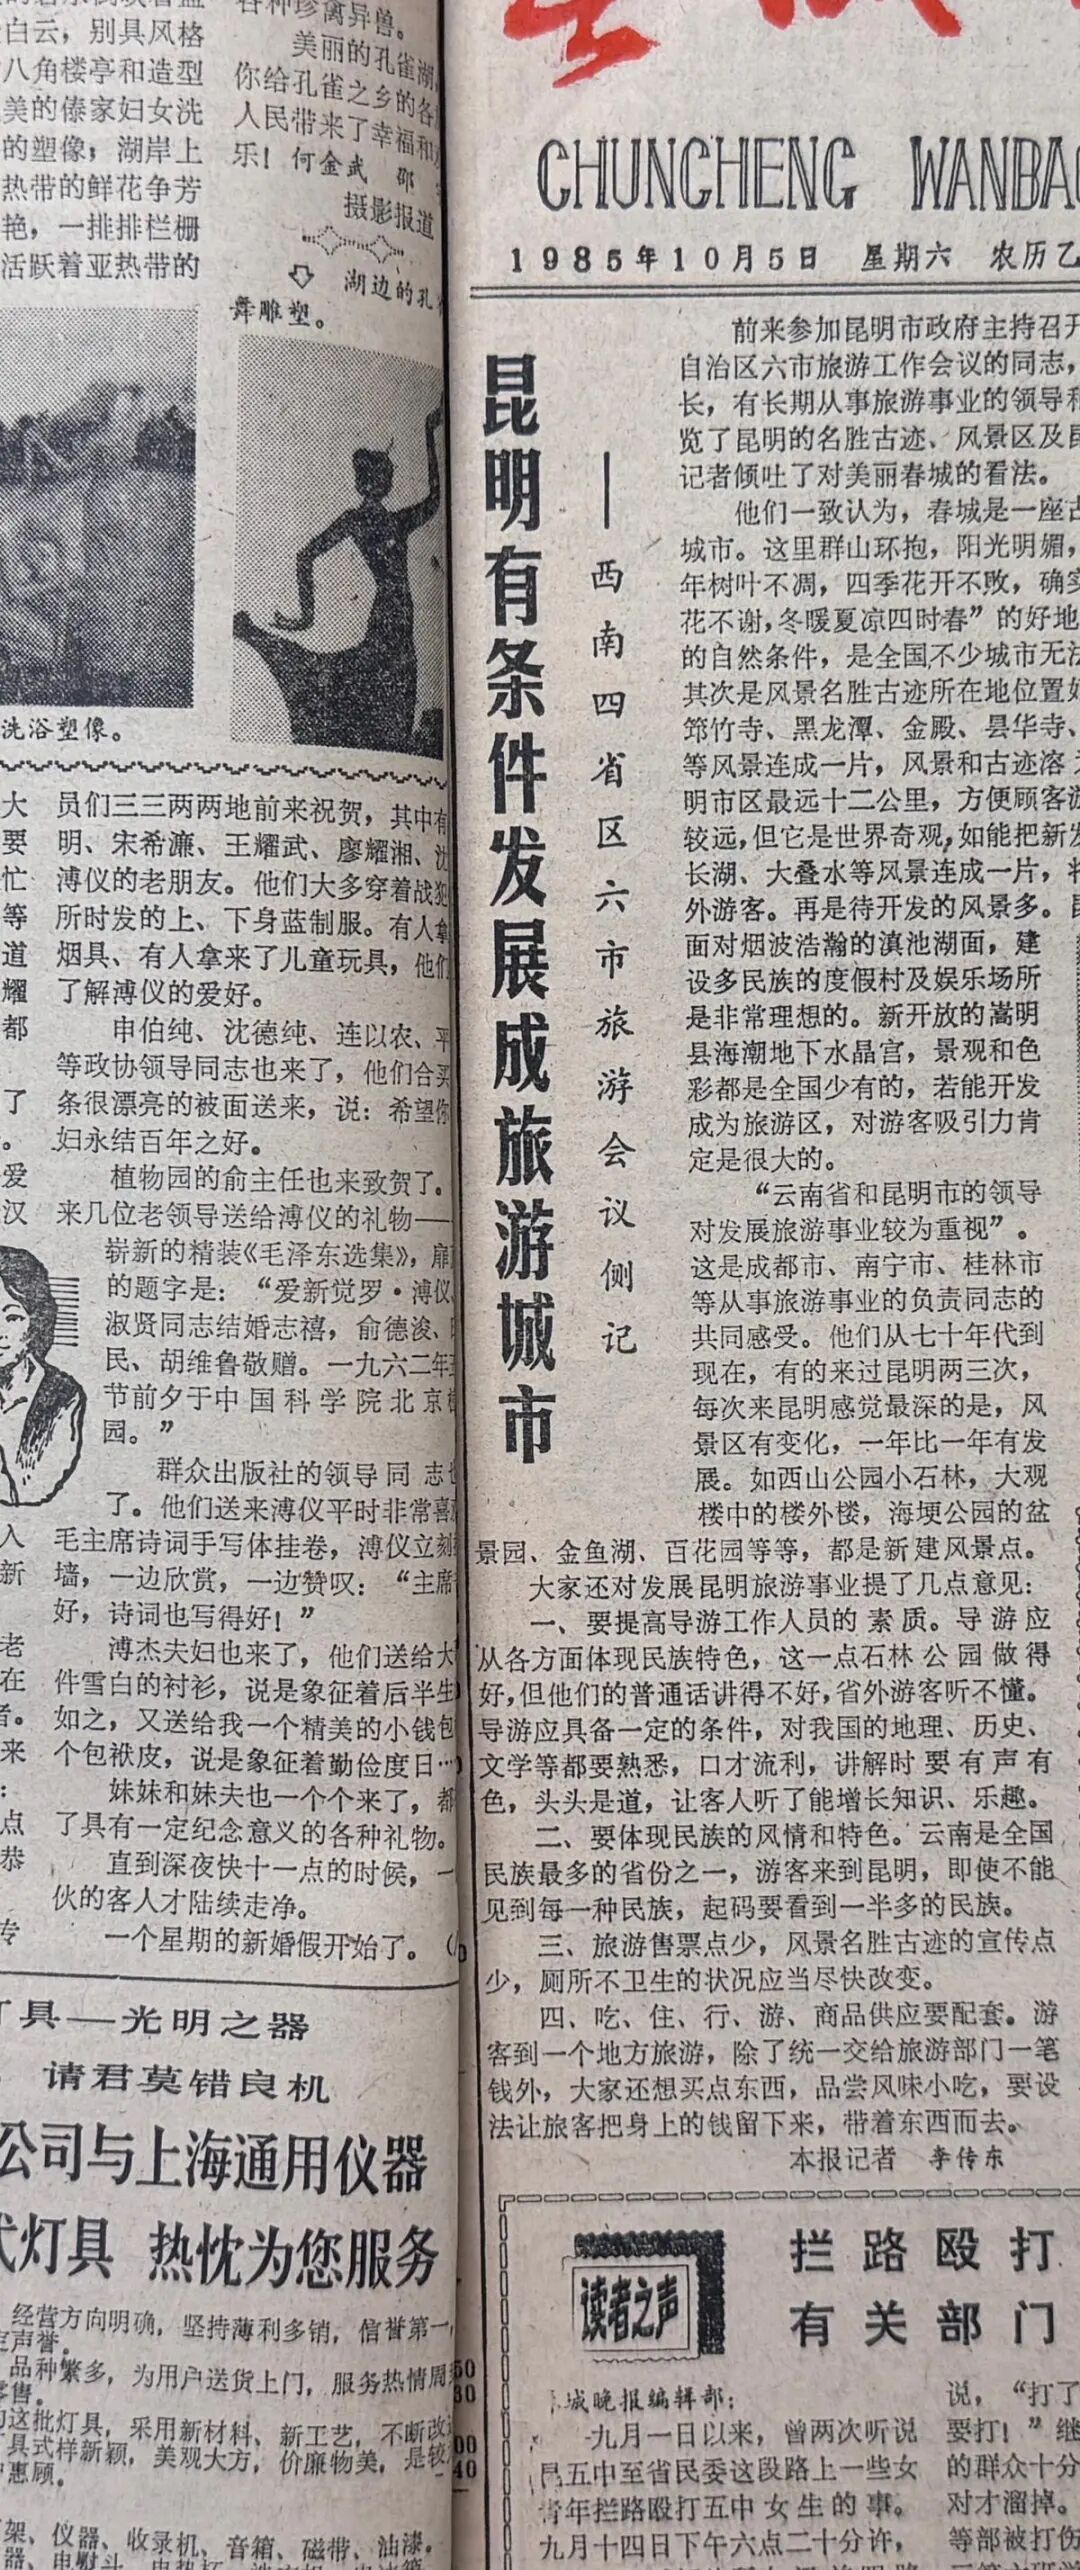 白云，别具风格
八角楼亭和造型
美的傣家妇女洗
的塑像；湖岸上
热带的鲜花争芳
艳，一排排栏栅
活跃着亚热带的
各种珍禽异兽。
美丽的孔雀湖，
你给孔雀之乡的各
人民带来了幸福和
乐！何金武 邵
摄影报道
湖边的孔
舞雕塑。
洗浴塑像。
大
要
忙
等
道
耀
都
了
。
爱
汉
员们三三两两地前来祝贺，其中有
明、宋希濂、王耀武、廖耀湘、沈
溥仪的老朋友。他们大多穿着战犯
所时发的上、下身蓝制服。有人拿
烟具、有人拿来了儿童玩具，他们
了解溥仪的爱好。
申伯纯、沈德纯、连以农、平
等政协领导同志也来了，他们合买
条很漂亮的被面送来，说：希望你
妇永结百年之好。
植物园的俞主任也来致贺了。
来几位老领导送给溥仪的礼物——
崭新的精装《毛泽东选集》，扉
的题字是：“爱新觉罗·溥仪、
淑贤同志结婚志禧，俞德浚、
民、胡维鲁敬赠。一九六二年
节前夕于中国科学院北京
园。”
群众出版社的领导同志也
了。他们送来溥仪平时非常喜
毛主席诗词手写体挂卷，溥仪立刻
墙，一边欣赏，一边赞叹：“主席
好，诗词也写得好！”
溥杰夫妇也来了，他们送给大
件雪白的衬衫，说是象征着后半生
如之，又送给我一个精美的小钱包
个包袱皮，说是象征着勤俭度日…
妹妹和妹夫也一个个来了，都
了具有一定纪念意义的各种礼物。
直到深夜快十一点的时候，一
伙的客人才陆续走净。
一个星期的新婚假开始了。（
入
新
老
在
者。
来
：
点
恭
专
灯具—光明之器
请君莫错良机
公司与上海通用仪器
式灯具 热忱为您服务
经营方向明确，坚持薄利多销，信誉第一
声誉。
品种繁多，为用户送货上门，服务热情周
零售。
这批灯具，采用新材料、新工艺，不断改
具式样新颖，美观大方，价廉物美，是较
惠顾。
架、仪器、收录机、音箱、磁带、油漆。
CHUNCHENG WANBAO
1985年10月5日 星期六 农历乙
昆明有条件发展成旅游城市
——西南四省区六市旅游会议侧记
前来参加昆明市政府主持召开
自治区六市旅游工作会议的同志，
长，有长期从事旅游事业的领导和
览了昆明的名胜古迹、风景区及昆
记者倾吐了对美丽春城的看法。
他们一致认为，春城是一座古
城市。这里群山环抱，阳光明媚，
年树叶不凋，四季花开不败，确实
花不谢，冬暖夏凉四时春”的好地
的自然条件，是全国不少城市无法
其次是风景名胜古迹所在地位置好
筇竹寺、黑龙潭、金殿、昙华寺、
等风景连成一片，风景和古迹溶为
明市区最远十二公里，方便顾客游
较远，但它是世界奇观，如能把新发
长湖、大叠水等风景连成一片，将
外游客。再是待开发的风景多。昆
面对烟波浩瀚的滇池湖面，建
设多民族的度假村及娱乐场所
是非常理想的。新开放的嵩明
县海潮地下水晶宫，景观和色
彩都是全国少有的，若能开发
成为旅游区，对游客吸引力肯
定是很大的。
“云南省和昆明市的领导
对发展旅游事业较为重视”。
这是成都市、南宁市、桂林市
等从事旅游事业的负责同志的
共同感受。他们从七十年代到
现在，有的来过昆明两三次，
每次来昆明感觉最深的是，风
景区有变化，一年比一年有发
展。如西山公园小石林，大观
楼中的楼外楼，海埂公园的盆
景园、金鱼湖、百花园等等，都是新建风景点。
大家还对发展昆明旅游事业提了几点意见：
一、要提高导游工作人员的素质。导游应
从各方面体现民族特色，这一点石林公园做得
好，但他们的普通话讲得不好，省外游客听不懂。
导游应具备一定的条件，对我国的地理、历史、
文学等都要熟悉，口才流利，讲解时要有声有
色，头头是道，让客人听了能增长知识、乐趣。
二、要体现民族的风情和特色。云南是全国
民族最多的省份之一，游客来到昆明，即使不能
见到每一种民族，起码要看到一半多的民族。
三、旅游售票点少，风景名胜古迹的宣传点
少，厕所不卫生的状况应当尽快改变。
四、吃、住、行、游、商品供应要配套。游
客到一个地方旅游，除了统一交给旅游部门一笔
钱外，大家还想买点东西，品尝风味小吃，要设
法让旅客把身上的钱留下来，带着东西而去。
本报记者 李传东
读者之声
拦路殴打
有关部门
城晚报编辑部：
九月一日以来，曾两次听说
昆五中至省民委这段路上一些女
青年拦路殴打五中女生的事。
九月十四日下午六点二十分许，
说，“打了
要打！”继
的群众十分
对才溜掉。
等部被打伤